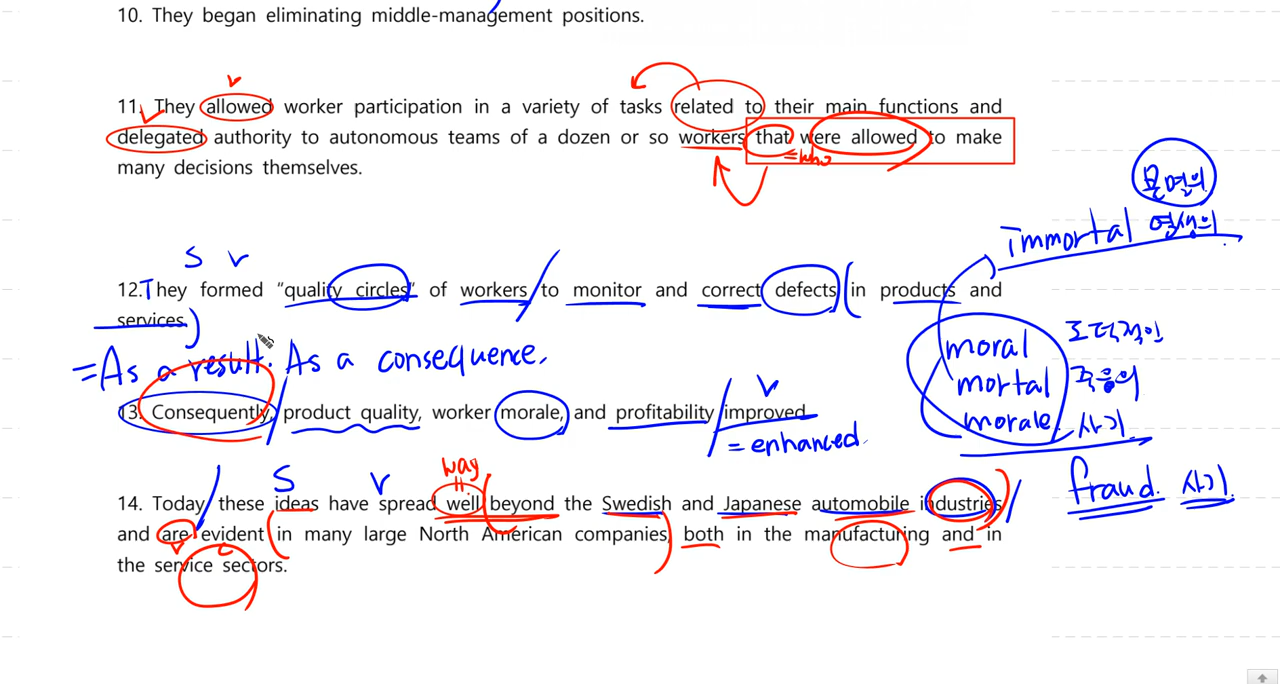 10. They began eliminating middle-management positions.
v
11. They allowed worker participation in a variety of tasks related to their main functions and
delegated authority to autonomous teams of a dozen or so workers that were allowed to make
= who
many decisions themselves.
불멸의
immortal 영생의
S V
12.They formed "quality circles" of workers to monitor and correct defects in products and
services.
moral 도덕적인
= As a result. As a consequence.
mortal 죽음의
V
13. Consequently, product quality, worker morale, and profitability improved.
morale 사기
= enhanced.
way
S V
fraud. 사기.
14. Today these ideas have spread well beyond the Swedish and Japanese automobile industries
and are evident in many large North American companies, both in the manufacturing and in
v
the service sectors.